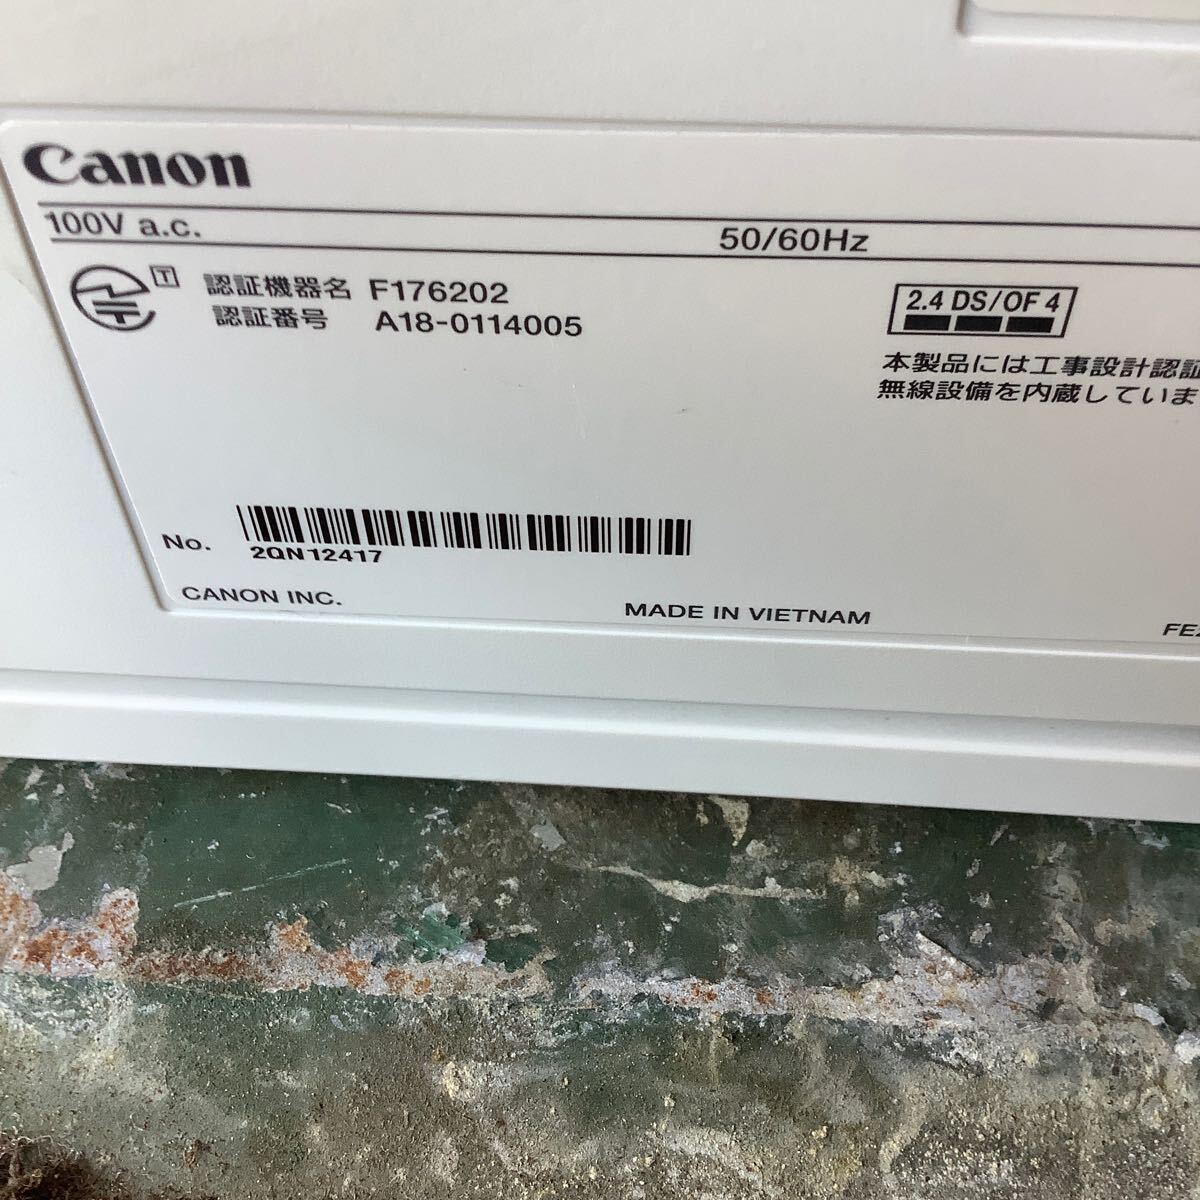 Canon
100V a.c. 50/60Hz
T 認証機器名 F176202
認証番号 A18-0114005
2.4 DS/OF 4
本製品には工事設計認証
無線設備を内蔵していま
No. 2QN12417
CANON INC. MADE IN VIETNAM